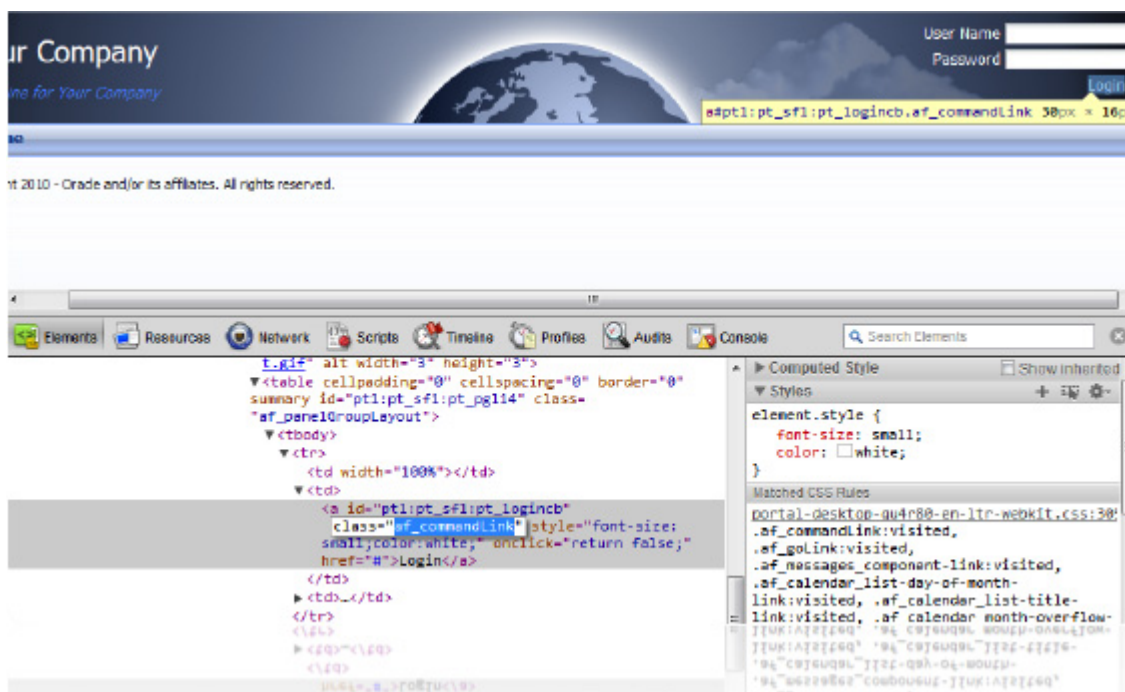 ur Company
User Name
Password
ne for Your Company
Login
a#pt1:pt_sf1:pt_logincb.af_commandLink 30px × 16p
me
nt 2010 - Oracle and/or its affiliates. All rights reserved.
Elements Resources Network Scripts Timeline Profiles Audits Console Search Elements
t.gif" alt width="3" height="3">
▼<table cellpadding="0" cellspacing="0" border="0"
summary id="pt1:pt_sf1:pt_pgl14" class=
"af_panelGroupLayout">
▼<tbody>
▼<tr>
<td width="100%"></td>
▼<td>
<a id="pt1:pt_sf1:pt_logincb"
class="af_commandLink" style="font-size:
small;color:white;" onclick="return false;"
href="#">Login</a>
</td>
▶<td>…</td>
</tr>
▶ Computed Style Show inherited
▼ Styles
element.style {
font-size: small;
color: white;
}
Matched CSS Rules
portal-desktop-qu4r80-en-ltr-webkit.css:305
.af_commandLink:visited,
.af_goLink:visited,
.af_messages_component-link:visited,
.af_calendar_list-day-of-month-
link:visited, .af_calendar_list-title-
link:visited, .af_calendar_month-overflow-